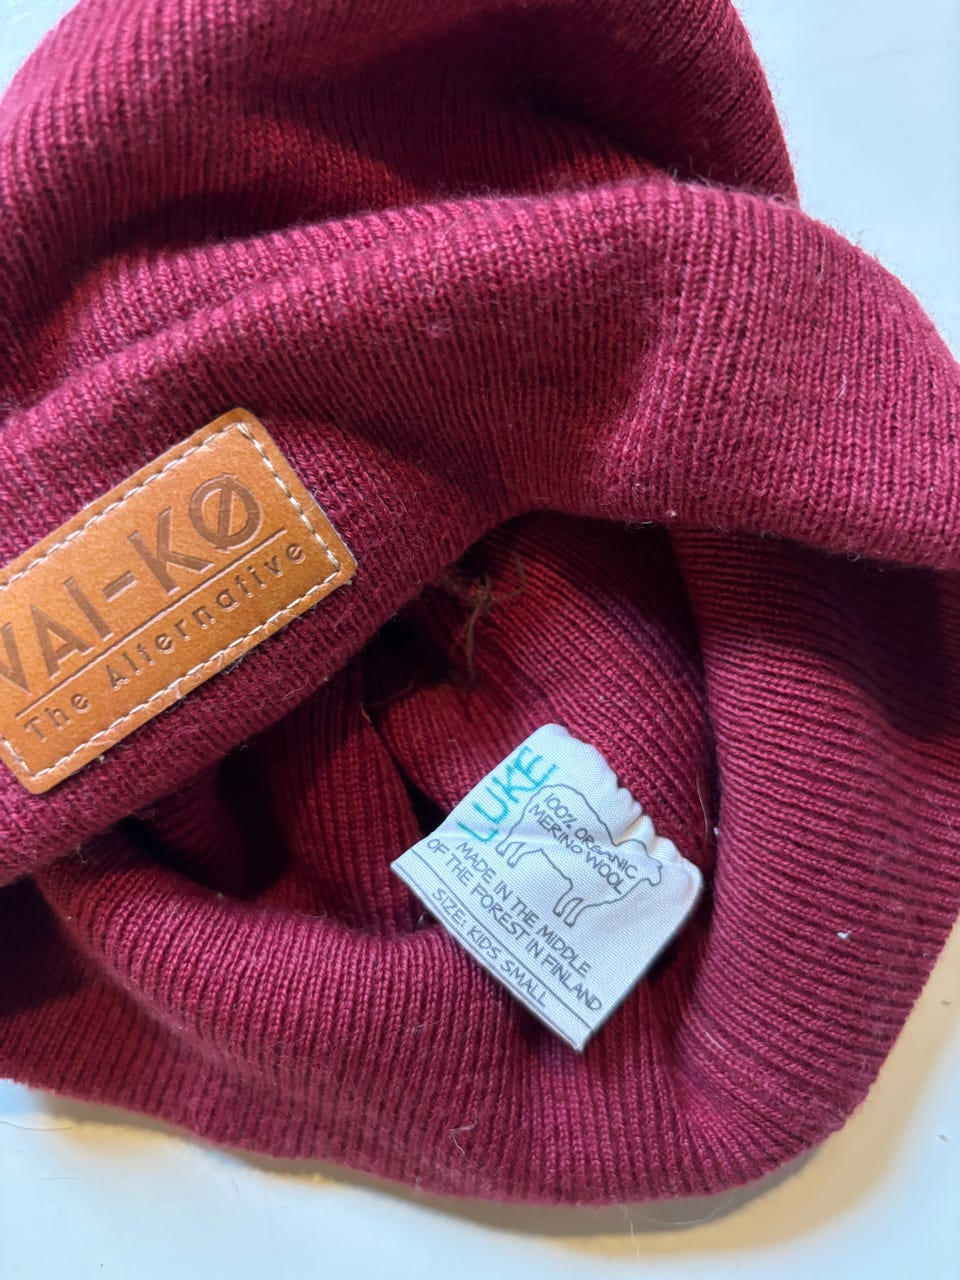 VAI-KØ
The Alternative
LUKE
100% ORGANIC
MERINO WOOL
MADE IN THE MIDDLE
OF THE FOREST IN FINLAND
SIZE: KIDS SMALL